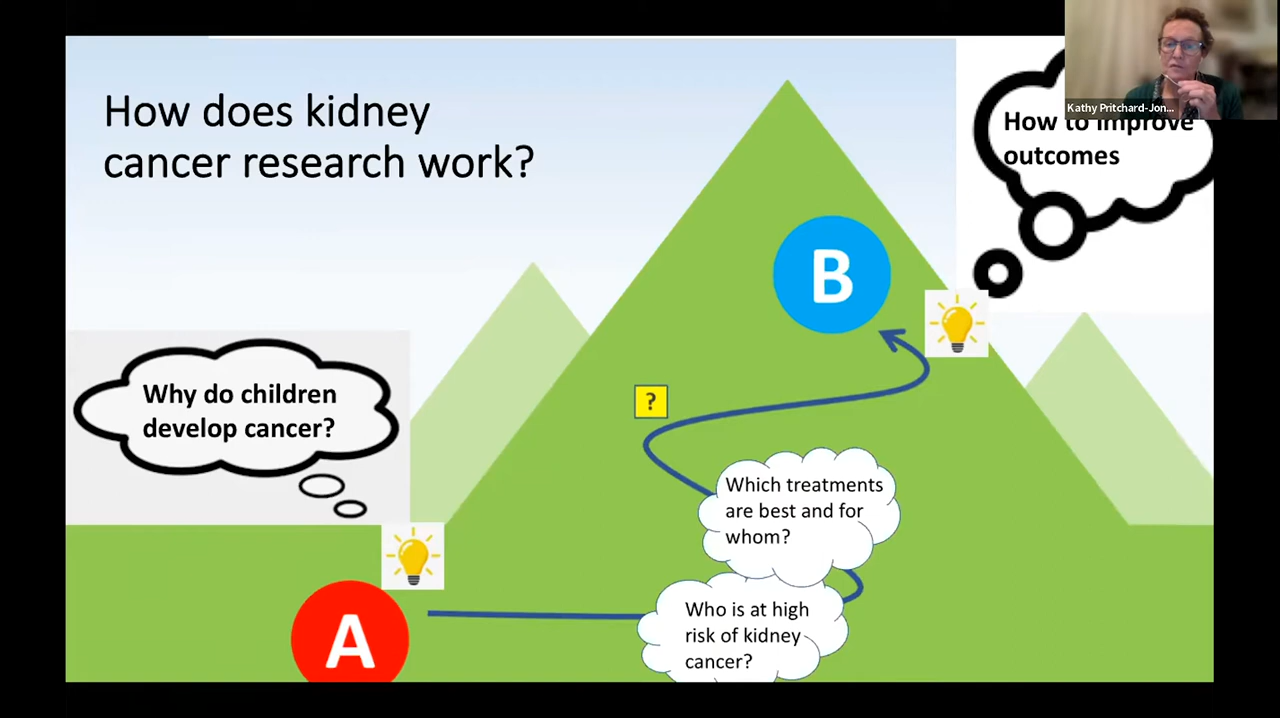 How does kidney
cancer research work?
Kathy Pritchard-Jon...
How to improve
outcomes
B
?
Why do children
develop cancer?
Which treatments
are best and for
whom?
A
Who is at high
risk of kidney
cancer?